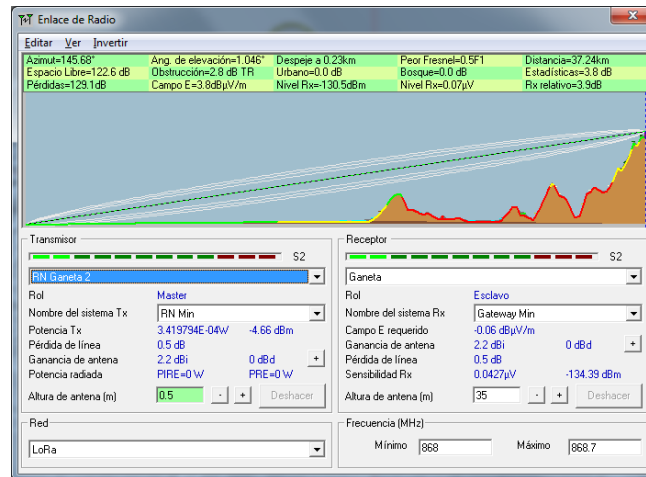 Enlace de Radio
Editar Ver Invertir
Azimut=145.68° Ang. de elevación=1.046° Despeje a 0.23km Peor Fresnel=0.5F1 Distancia=37.24km
Espacio Libre=122.6 dB Obstrucción=2.8 dB TR Urbano=0.0 dB Bosque=0.0 dB Estadísticas=3.8 dB
Pérdidas=129.1dB Campo E=3.8dBµV/m Nivel Rx=-130.5dBm Nivel Rx=0.07µV Rx relativo=3.9dB
Transmisor Receptor
S2 S2
RN Ganeta 2 Ganeta
Rol Master Rol Esclavo
Nombre del sistema Tx RN Min Nombre del sistema Rx Gateway Min
Potencia Tx 3.419794E-04W -4.66 dBm Campo E requerido -0.06 dBµV/m
Pérdida de línea 0.5 dB Ganancia de antena 2.2 dBi 0 dBd +
Ganancia de antena 2.2 dBi 0 dBd + Pérdida de línea 0.5 dB
Potencia radiada PIRE=0 W PRE=0 W Sensibilidad Rx 0.0427µV -134.39 dBm
Altura de antena (m) 0.5 - + Deshacer Altura de antena (m) 35 - + Deshacer
Red Frecuencia (MHz)
LoRa Mínimo 868 Máximo 868.7